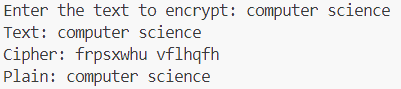 Enter the text to encrypt: computer science
Text: computer science
Cipher: frpsxwhu vflhqfh
Plain: computer science